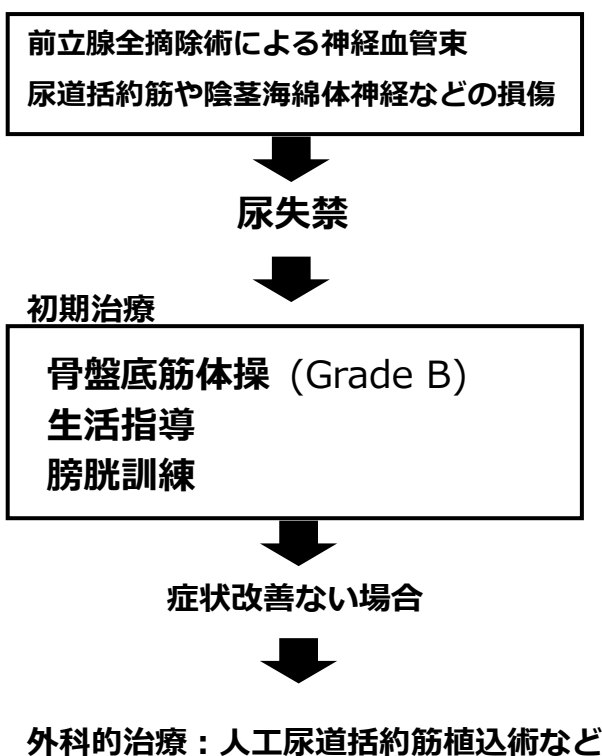 前立腺全摘除術による神経血管束
尿道括約筋や陰茎海綿体神経などの損傷
尿失禁
初期治療
骨盤底筋体操 (Grade B)
生活指導
膀胱訓練
症状改善ない場合
外科的治療：人工尿道括約筋植込術など